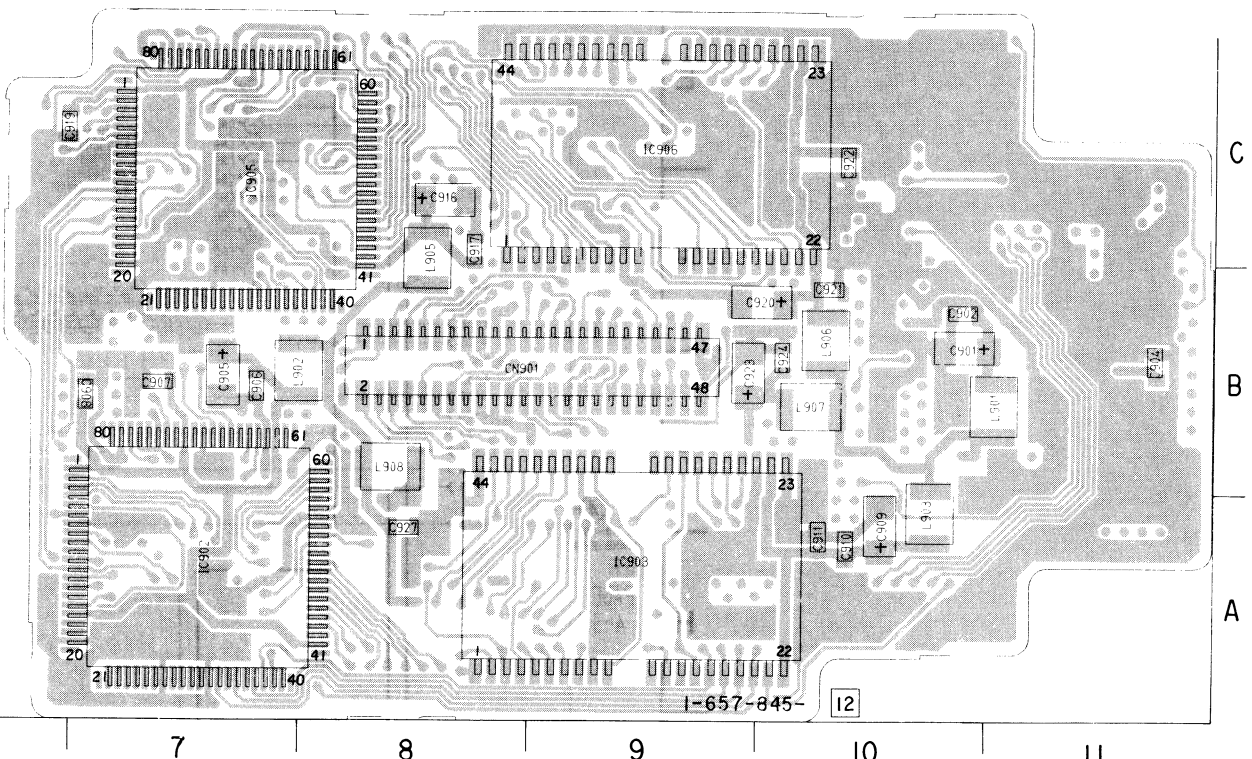 80 61
44 23
1 60
C919
IC905
IC906
C922
C
+ C916
C917
L905
1 22
20 41
21 40
C920 +
C921
C902
1 47
L906
C901 +
C904
+ C905
L902
CN901
C923 +
C924
C907
C906
C908
2 48
L907
L901
B
80 61
1 60
L908
44 23
C927
C911
C910
+ C909
L903
IC902
IC903
A
20 41
1 22
21 40
1-657-845- 12
7 8 9 10 11